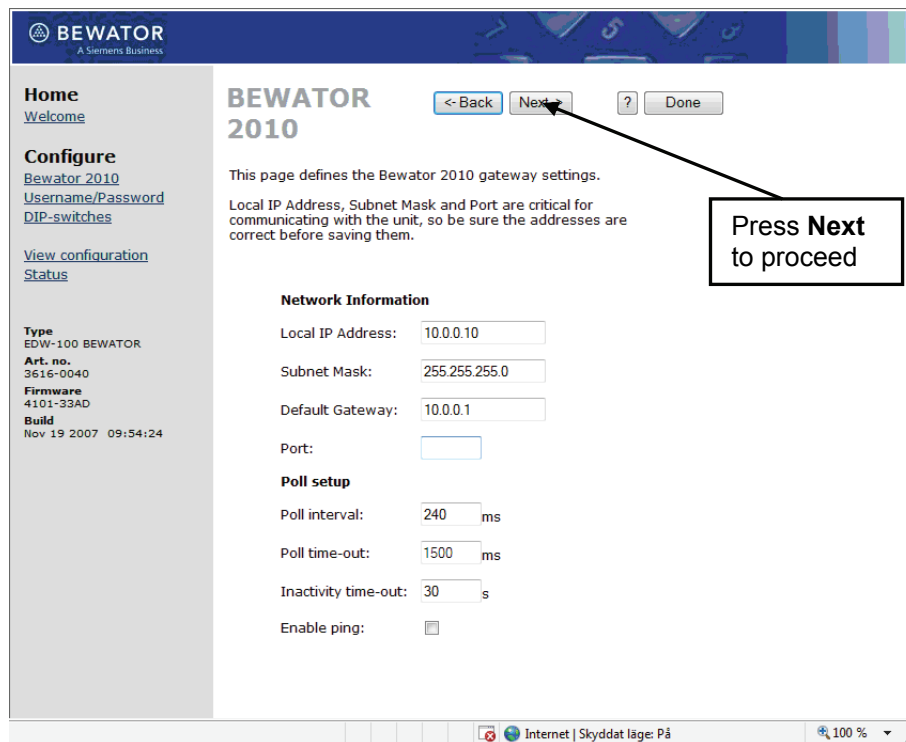 BEWATOR
A Siemens Business
Home
Welcome
Configure
Bewator 2010
Username/Password
DIP-switches
View configuration
Status
Type
EDW-100 BEWATOR
Art. no.
3616-0040
Firmware
4101-33AD
Build
Nov 19 2007 09:54:24
BEWATOR
2010
<- Back
Next ->
?
Done
This page defines the Bewator 2010 gateway settings.
Local IP Address, Subnet Mask and Port are critical for
communicating with the unit, so be sure the addresses are
correct before saving them.
Press Next
to proceed
Network Information
Local IP Address: 10.0.0.10
Subnet Mask: 255.255.255.0
Default Gateway: 10.0.0.1
Port:
Poll setup
Poll interval: 240 ms
Poll time-out: 1500 ms
Inactivity time-out: 30 s
Enable ping:
Internet | Skyddat läge: På
100 %